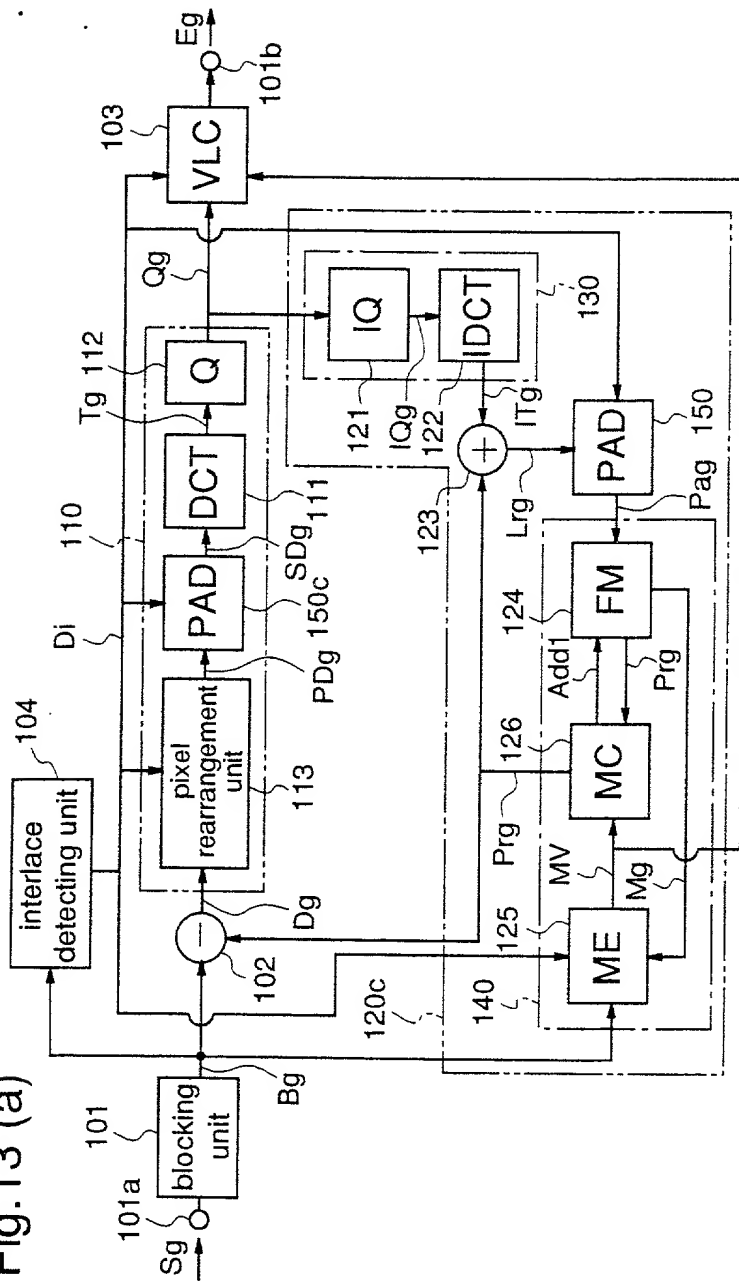 Fig.13 (a)
Sg
101a
101
blocking
unit
Bg
104
interlace
detecting unit
Di
102
Dg
110
pixel
rearrangement
unit
113
PDg
PAD
150c
SDg
DCT
111
Tg
112
Q
Qg
103
VLC
Eg
101b
120c
130
IQ
121
IQg
IDCT
122
ITg
123
+
−
Lrg
PAD
150
Pag
140
125
ME
MV
Mg
126
MC
Prg
Add1
Prg
124
FM